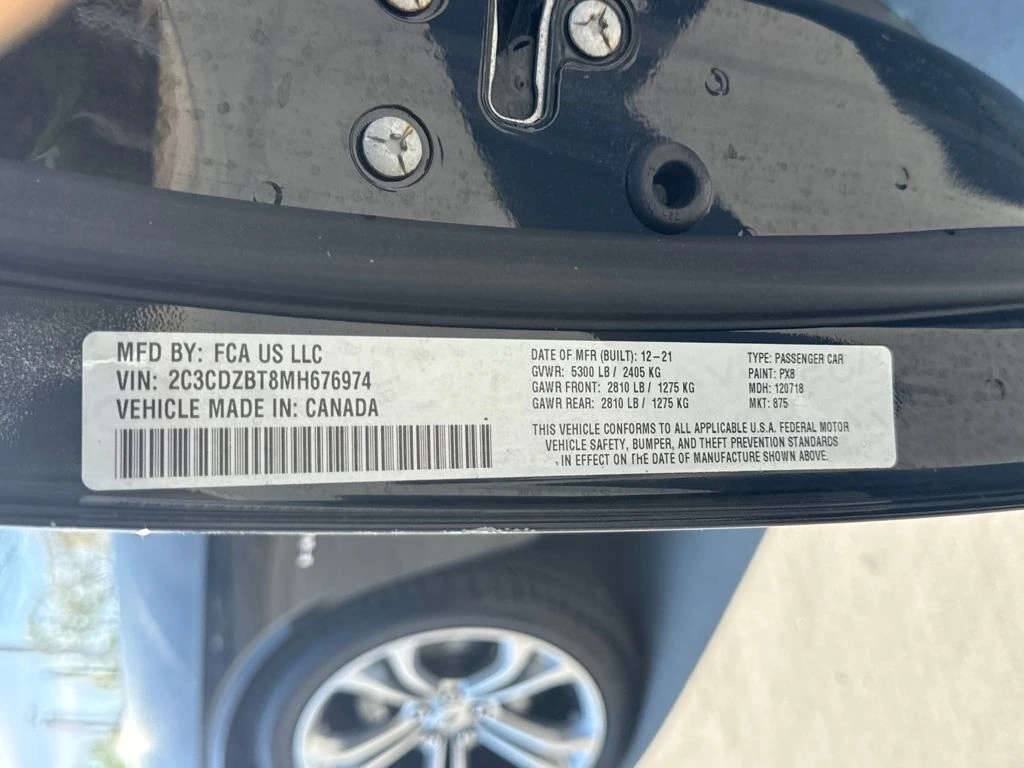 MFD BY: FCA US LLC
VIN: 2C3CDZBT8MH676974
VEHICLE MADE IN: CANADA
DATE OF MFR (BUILT): 12-21
GVWR: 5300 LB / 2405 KG
GAWR FRONT: 2810 LB / 1275 KG
GAWR REAR: 2810 LB / 1275 KG
TYPE: PASSENGER CAR
PAINT: PX8
MDH: 120718
MKT: 875
THIS VEHICLE CONFORMS TO ALL APPLICABLE U.S.A. FEDERAL MOTOR
VEHICLE SAFETY, BUMPER, AND THEFT PREVENTION STANDARDS
IN EFFECT ON THE DATE OF MANUFACTURE SHOWN ABOVE.